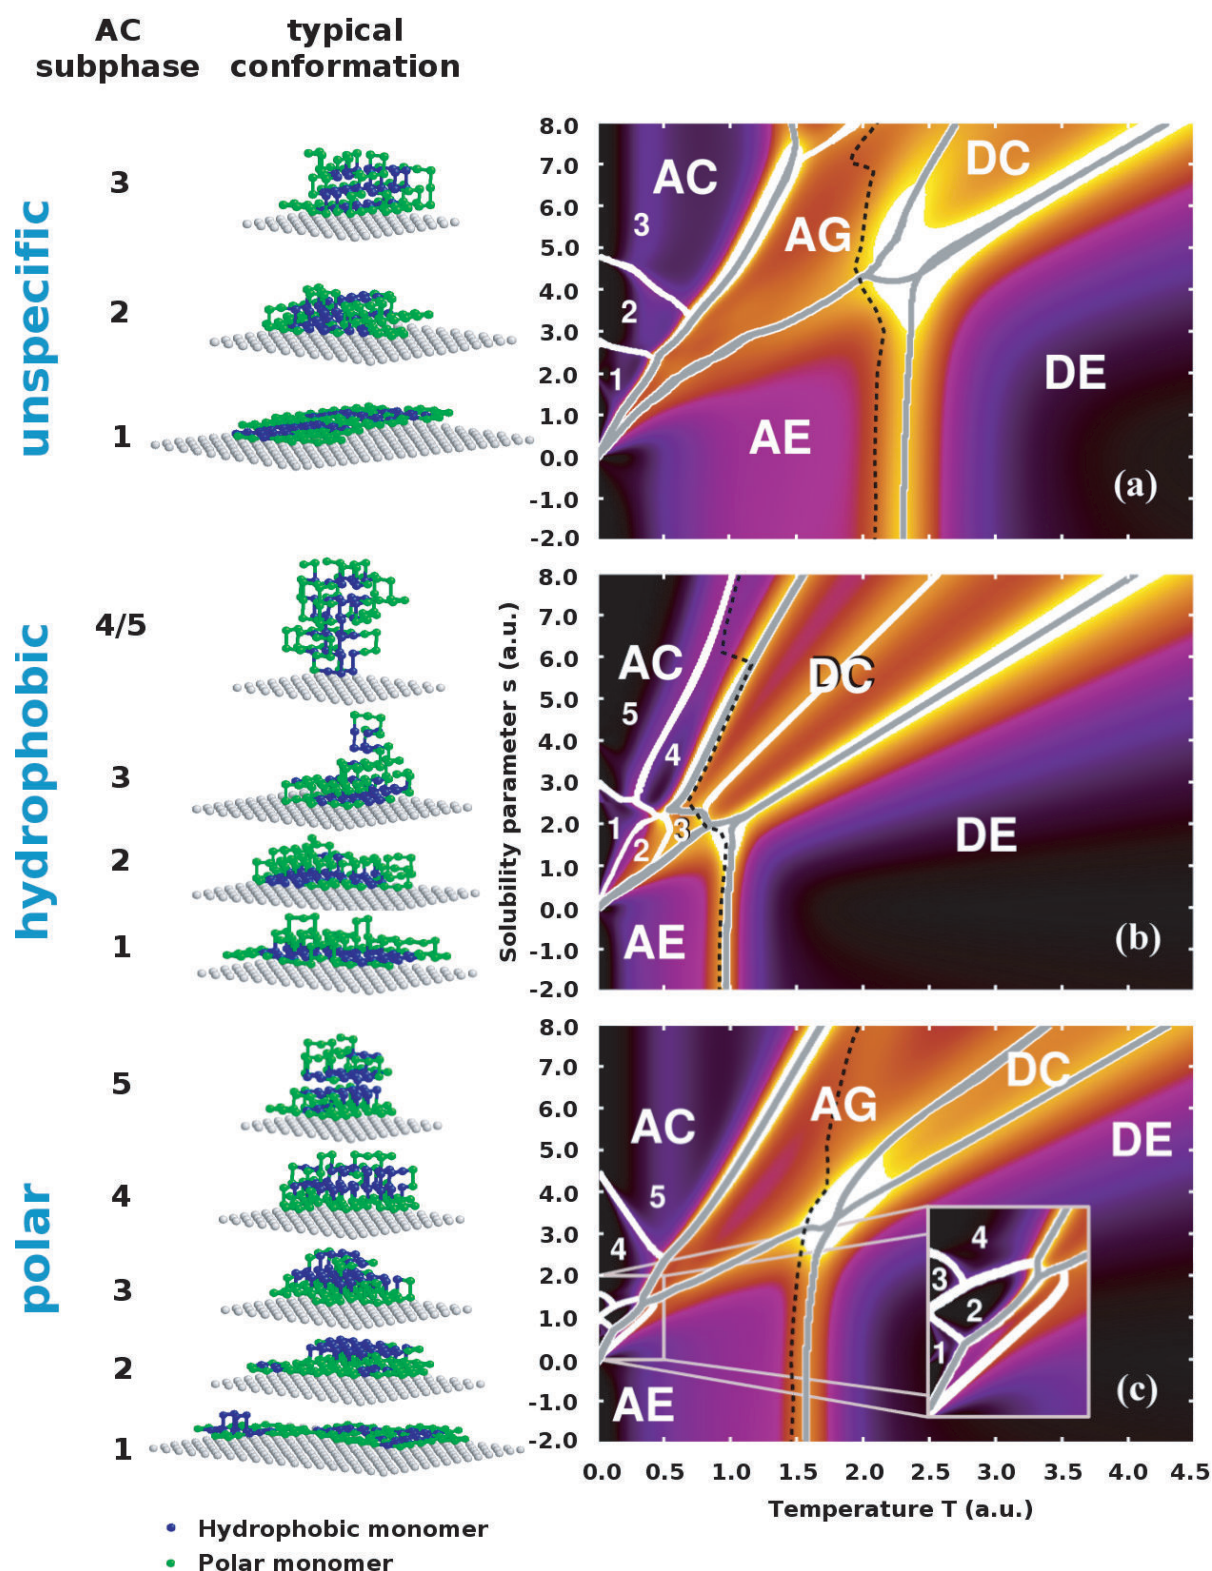 AC subphase
typical conformation
unspecific
3
2
1
hydrophobic
4/5
3
2
1
polar
5
4
3
2
1
Hydrophobic monomer
Polar monomer
Solubility parameter s (a.u.)
8.0
7.0
6.0
5.0
4.0
3.0
2.0
1.0
0.0
-1.0
-2.0
AC
3
2
1
AG
DC
AE
DE
(a)
8.0
7.0
6.0
5.0
4.0
3.0
2.0
1.0
0.0
-1.0
-2.0
AC
5
4
1
2
3
DC
AE
DE
(b)
8.0
7.0
6.0
5.0
4.0
3.0
2.0
1.0
0.0
-1.0
-2.0
AC
5
4
AG
DC
DE
AE
4
3
2
1
(c)
0.0 0.5 1.0 1.5 2.0 2.5 3.0 3.5 4.0 4.5
Temperature T (a.u.)